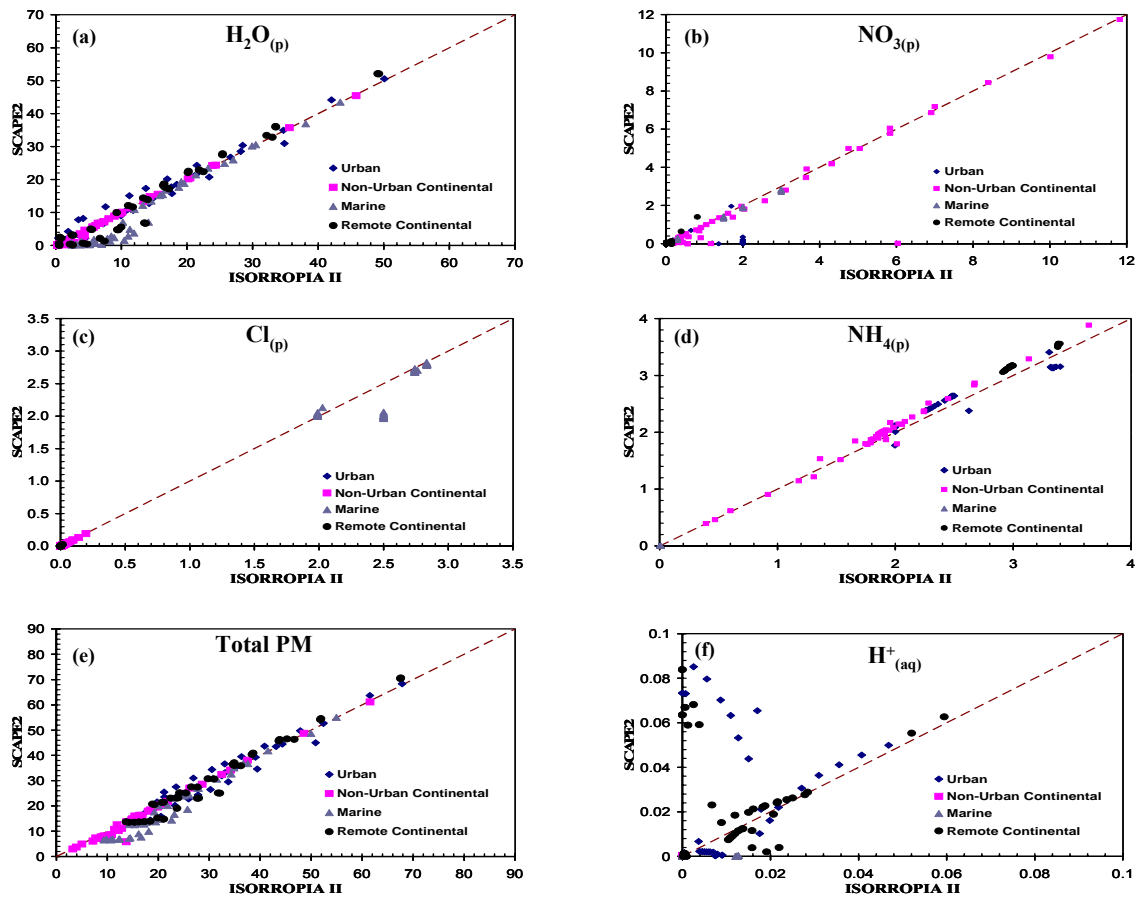 (a) H₂O₍p₎
70
60
50
40
30
20
10
0
SCAPE2
0 10 20 30 40 50 60 70
ISORROPIA II
Urban
Non-Urban Continental
Marine
Remote Continental
(b) NO₃₍p₎
12
10
8
6
4
2
0
SCAPE2
0 2 4 6 8 10 12
ISORROPIA II
Urban
Non-Urban Continental
Marine
Remote Continental
(c) Cl₍p₎
3.5
3.0
2.5
2.0
1.5
1.0
0.5
0.0
SCAPE2
0.0 0.5 1.0 1.5 2.0 2.5 3.0 3.5
ISORROPIA II
Urban
Non-Urban Continental
Marine
Remote Continental
(d) NH₄₍p₎
4
3
2
1
0
SCAPE2
0 1 2 3 4
ISORROPIA II
Urban
Non-Urban Continental
Marine
Remote Continental
(e) Total PM
90
80
70
60
50
40
30
20
10
0
SCAPE2
0 10 20 30 40 50 60 70 80 90
ISORROPIA II
Urban
Non-Urban Continental
Marine
Remote Continental
(f) H⁺₍aq₎
0.1
0.08
0.06
0.04
0.02
0
SCAPE2
0 0.02 0.04 0.06 0.08 0.1
ISORROPIA II
Urban
Non-Urban Continental
Marine
Remote Continental